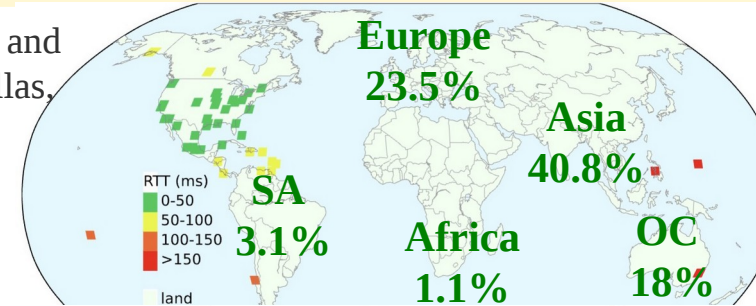 and
las,
Europe
23.5%
Asia
40.8%
RTT (ms)
0-50
50-100
100-150
>150
land
SA
3.1%
Africa
1.1%
OC
18%